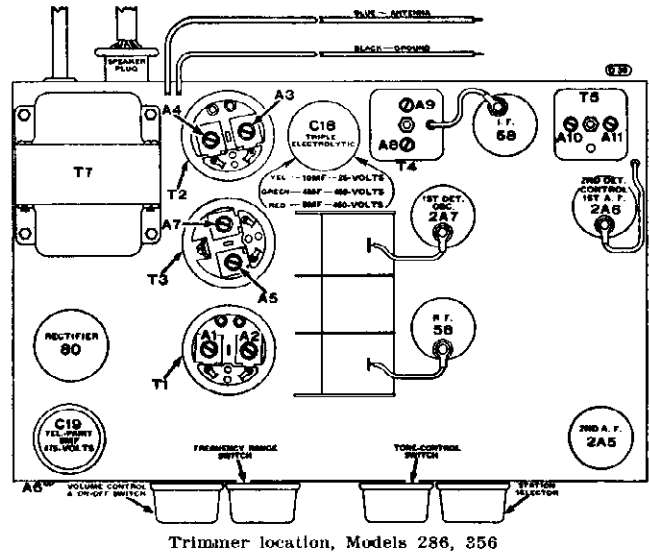 BLUE—ANTENNA
BLACK—GROUND
SPEAKER
PLUG
A4
A3
C18
TRIPLE
ELECTROLYTIC
A9
A8
T4
I.F.
58
T5
A10
A11
T7
T2
YEL—10MF—25-VOLTS
GREEN—4MF—450-VOLTS
RED—8MF—450-VOLTS
1ST DET.
OSC.
2A7
2ND DET.
CONTROL
1ST A.F.
2A6
A7
T3
A5
RECTIFIER
80
A1
A2
T1
R.F.
58
C19
YEL.-PAINT
8MF
475-VOLTS
2ND A.F.
2A5
FREQUENCY RANGE
SWITCH
TONE-CONTROL
SWITCH
A6
VOLUME CONTROL
& ON-OFF SWITCH
STATION
SELECTOR
Trimmer location, Models 286, 356